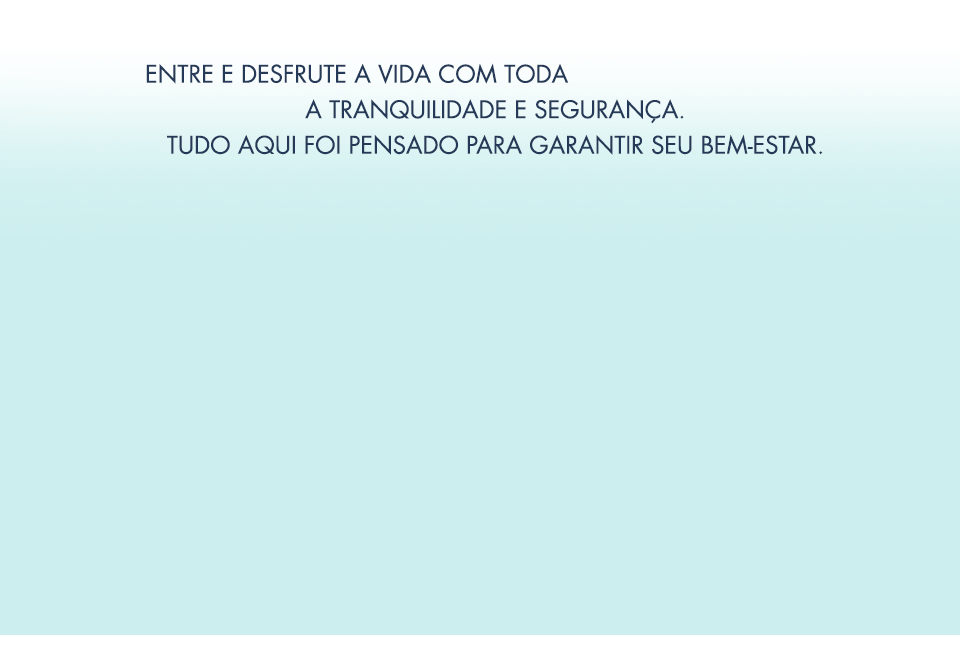 ENTRE E DESFRUTE A VIDA COM TODA
A TRANQUILIDADE E SEGURANÇA.
TUDO AQUI FOI PENSADO PARA GARANTIR SEU BEM-ESTAR.